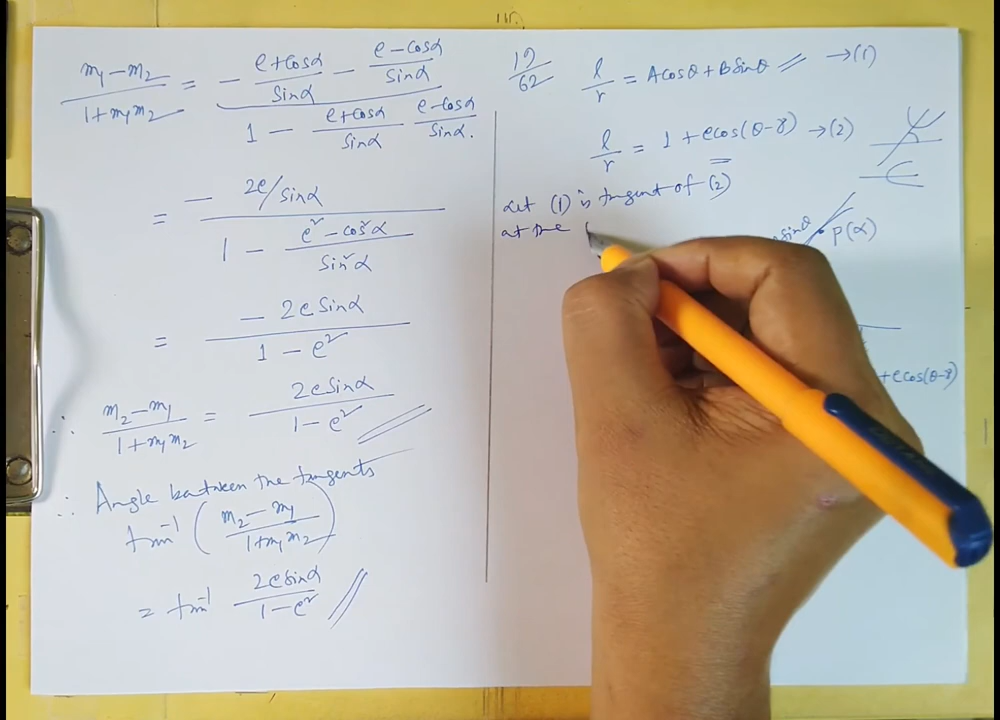 (m₁ − m₂)/(1 + m₁m₂) = (− (e + Cosα)/Sinα − (e − Cosα)/Sinα)/(1 − (e + Cosα)/Sinα (e − Cosα)/Sinα.)
= (− 2e/Sinα)/(1 − (e² − Cos²α)/Sin²α)
= (− 2e Sinα)/(1 − e²)
∴ (m₂ − m₁)/(1 + m₁m₂) = (2e Sinα)/(1 − e²)
∴ Angle between the tangents
tan⁻¹ ((m₂ − m₁)/(1 + m₁m₂))
= tan⁻¹ (2e Sinα)/(1 − e²)
19/62 l/r = A Cosθ + B Sinθ → (1)
l/r = 1 + e cos(θ − γ) → (2)
Let (1) is tangent of (2)
at the
sinθ P(α)
+ e cos(θ − γ)